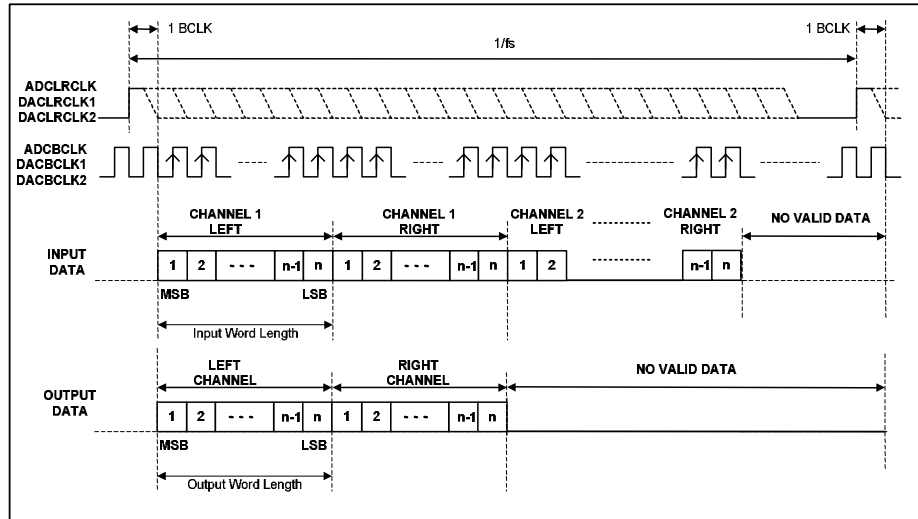 1 BCLK
1 BCLK
1/fs
ADCLRCLK
DACLRCLK1
DACLRCLK2
ADCBCLK
DACBCLK1
DACBCLK2
CHANNEL 1
LEFT
CHANNEL 1
RIGHT
CHANNEL 2
LEFT
CHANNEL 2
RIGHT
NO VALID DATA
INPUT
DATA
1 2 - - - n-1 n 1 2 - - - n-1 n 1 2 n-1 n
MSB LSB
Input Word Length
LEFT
CHANNEL
RIGHT
CHANNEL
NO VALID DATA
OUTPUT
DATA
1 2 - - - n-1 n 1 2 - - - n-1 n
MSB LSB
Output Word Length